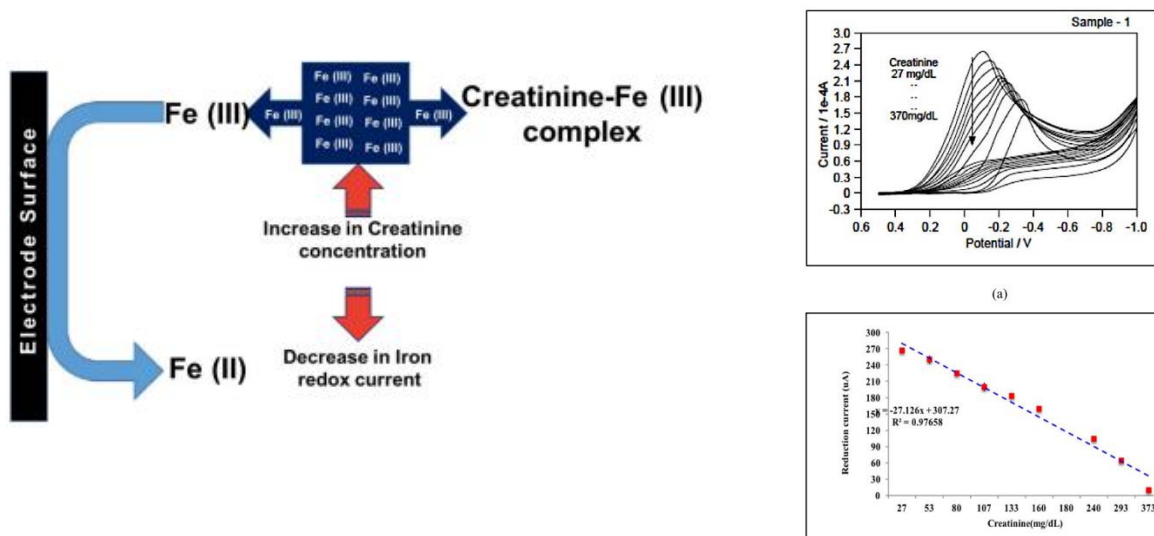 Electrode Surface
Fe (III)
Fe (III)
Fe (III) Fe (III)
Fe (III) Fe (III)
Fe (III) Fe (III)
Fe (III) Fe (III)
Fe (III)
Creatinine-Fe (III)
complex
Increase in Creatinine
concentration
Decrease in Iron
redox current
Fe (II)
Sample - 1
Current / 1e-4A
3.0
2.7
2.4
2.1
1.8
1.5
1.2
0.9
0.6
0.3
0
-0.3
Creatinine
27 mg/dL
--
--
--
370mg/dL
0.6 0.4 0.2 0 -0.2 -0.4 -0.6 -0.8 -1.0
Potential / V
(a)
Reduction current (uA)
300
270
240
210
180
150
120
90
60
30
0
= -27.126x + 307.27
R² = 0.97658
27 53 80 107 133 160 180 240 293 373
Creatinine(mg/dL)